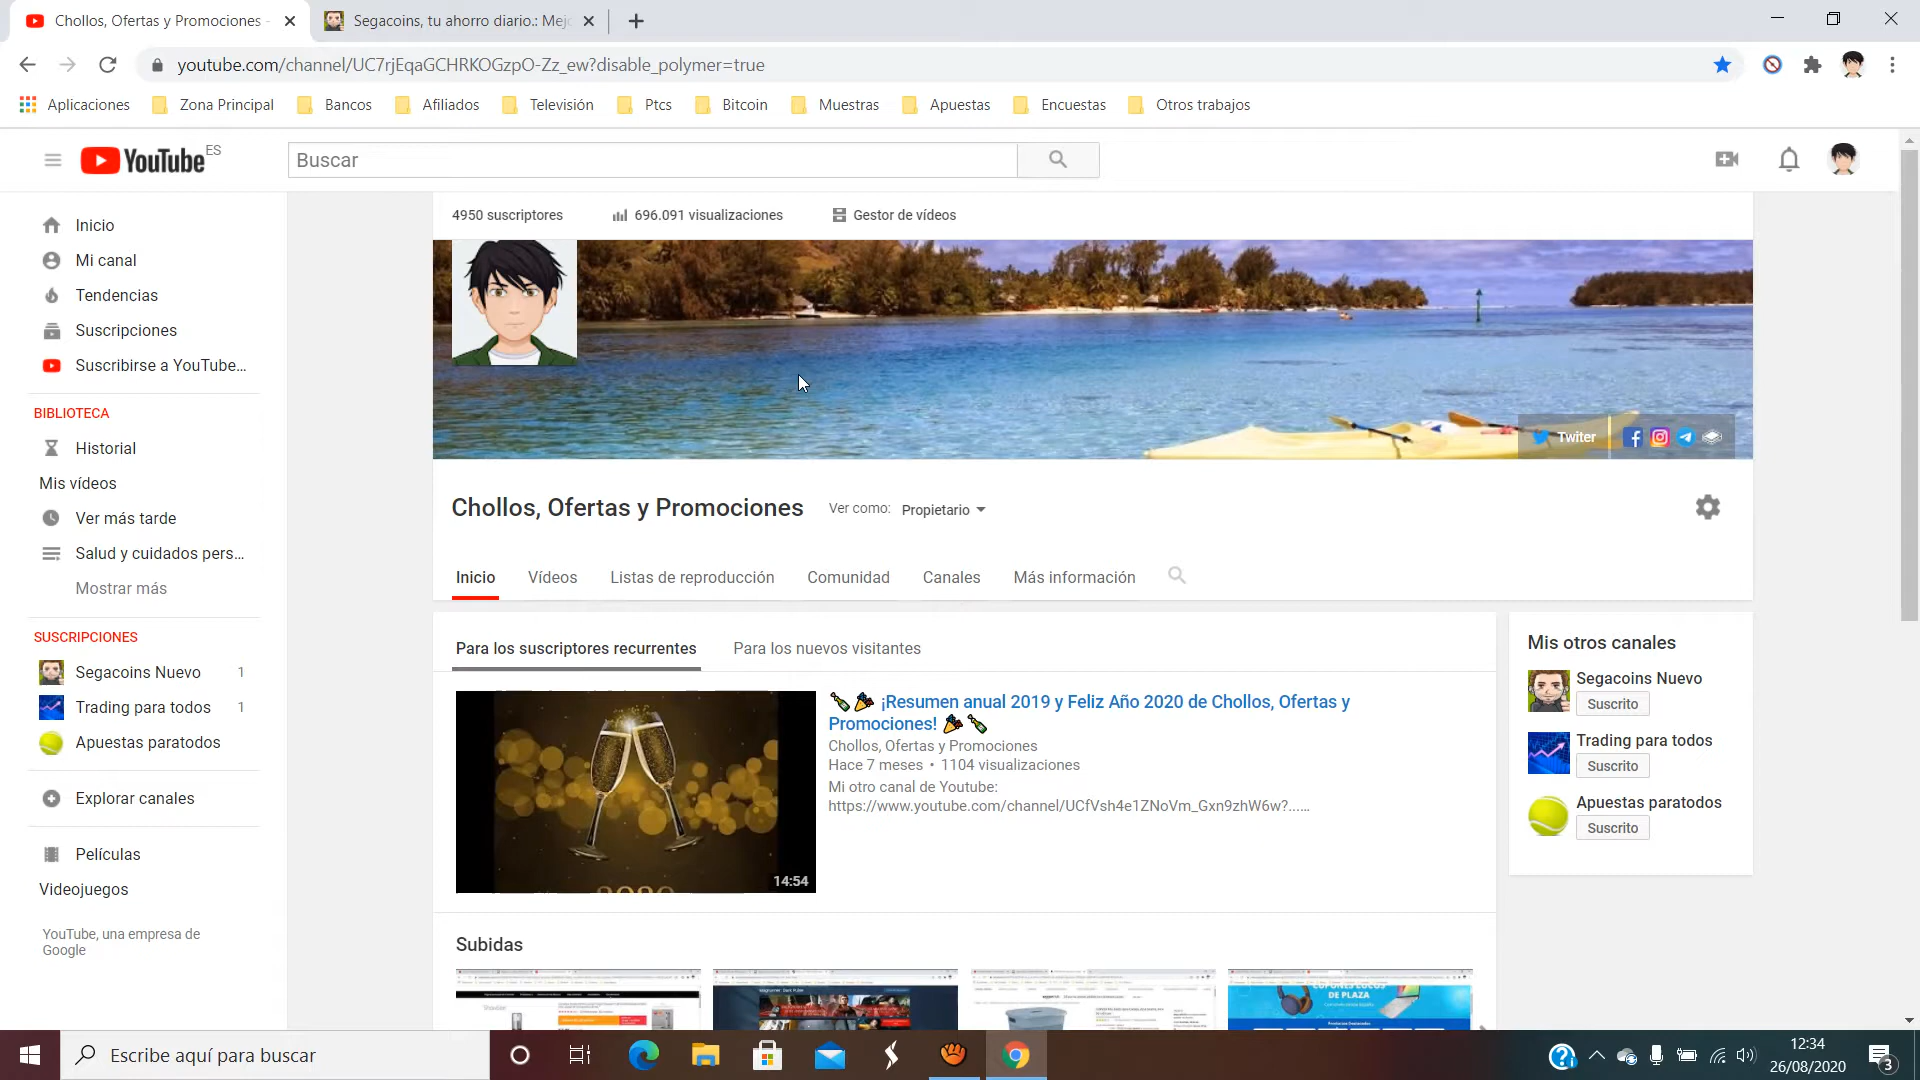 Chollos, Ofertas y Promociones -
Segacoins, tu ahorro diario.: Mejo
youtube.com/channel/UC7rjEqaGCHRKOGzpO-Zz_ew?disable_polymer=true
Aplicaciones Zona Principal Bancos Afiliados Televisión Ptcs Bitcoin Muestras Apuestas Encuestas Otros trabajos
YouTube ES
Buscar
Inicio
Mi canal
Tendencias
Suscripciones
Suscribirse a YouTube...
BIBLIOTECA
Historial
Mis vídeos
Ver más tarde
Salud y cuidados pers...
Mostrar más
SUSCRIPCIONES
Segacoins Nuevo 1
Trading para todos 1
Apuestas paratodos
Explorar canales
Películas
Videojuegos
YouTube, una empresa de
Google
4950 suscriptores 696.091 visualizaciones Gestor de vídeos
Twiter
Chollos, Ofertas y Promociones Ver como: Propietario
Inicio Vídeos Listas de reproducción Comunidad Canales Más información
Para los suscriptores recurrentes Para los nuevos visitantes
14:54
¡Resumen anual 2019 y Feliz Año 2020 de Chollos, Ofertas y
Promociones!
Chollos, Ofertas y Promociones
Hace 7 meses • 1104 visualizaciones
Mi otro canal de Youtube:
https://www.youtube.com/channel/UCfVsh4e1ZNoVm_Gxn9zhW6w?......
Mis otros canales
Segacoins Nuevo
Suscrito
Trading para todos
Suscrito
Apuestas paratodos
Suscrito
Subidas
CUPONES LOCOS
DE PLAZA
Escribe aquí para buscar
12:34
26/08/2020
3